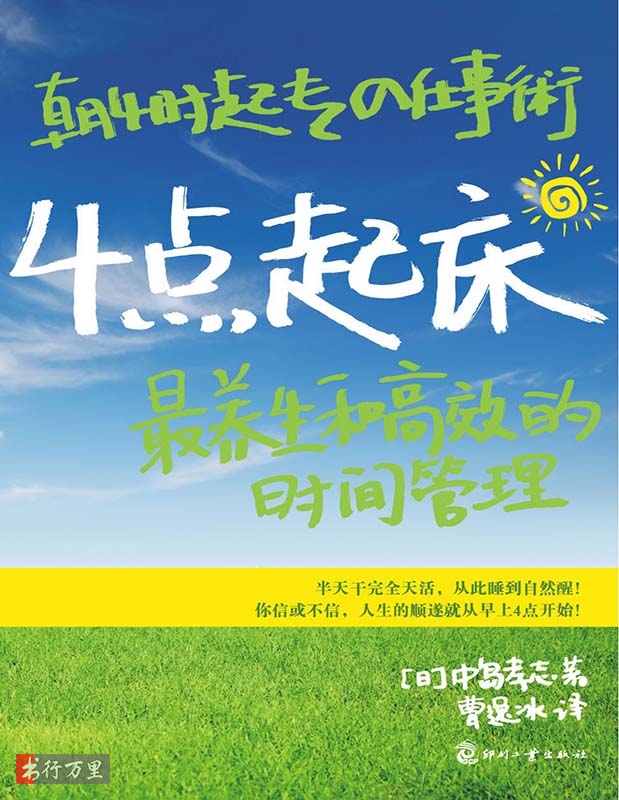 朝4时起き の仕事術
4点起床
最养生和高效的
时间管理
半天干完全天活，从此睡到自然醒！
你信或不信，人生的顺遂就从早上4点开始！
[日]中岛孝志 著
曹逸冰 译
印刷工业出版社
书行万里